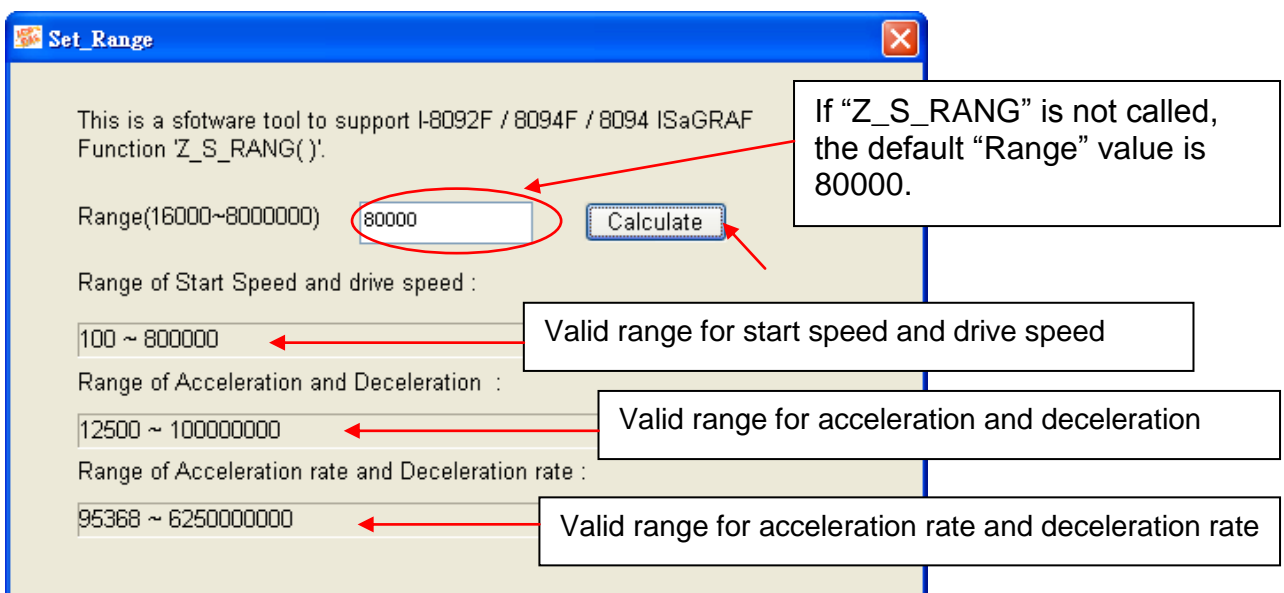 Set_Range
This is a sfotware tool to support I-8092F / 8094F / 8094 ISaGRAF
Function 'Z_S_RANG( )'.
If “Z_S_RANG” is not called,
the default “Range” value is
80000.
Range(16000~8000000)
80000
Calculate
Range of Start Speed and drive speed :
100 ~ 800000
Valid range for start speed and drive speed
Range of Acceleration and Deceleration :
12500 ~ 100000000
Valid range for acceleration and deceleration
Range of Acceleration rate and Deceleration rate :
95368 ~ 6250000000
Valid range for acceleration rate and deceleration rate